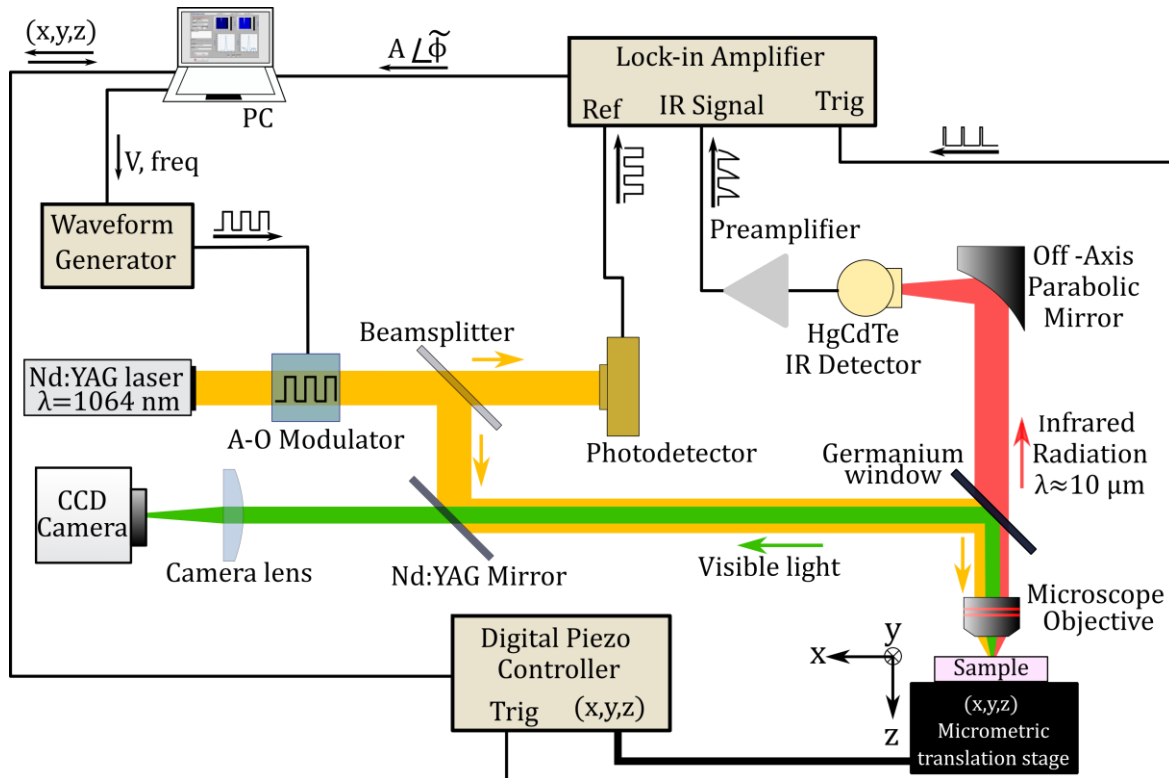 (x,y,z)
PC
A ∠Φ̃
Lock-in Amplifier
Ref
IR Signal
Trig
V, freq
Waveform
Generator
Preamplifier
Off -Axis
Parabolic
Mirror
HgCdTe
IR Detector
Beamsplitter
Nd:YAG laser
λ=1064 nm
A-O Modulator
Photodetector
Germanium
window
Infrared
Radiation
λ≈10 μm
CCD
Camera
Camera lens
Nd:YAG Mirror
Visible light
Microscope
Objective
Digital Piezo
Controller
Trig
(x,y,z)
x
y
z
Sample
(x,y,z)
Micrometric
translation stage